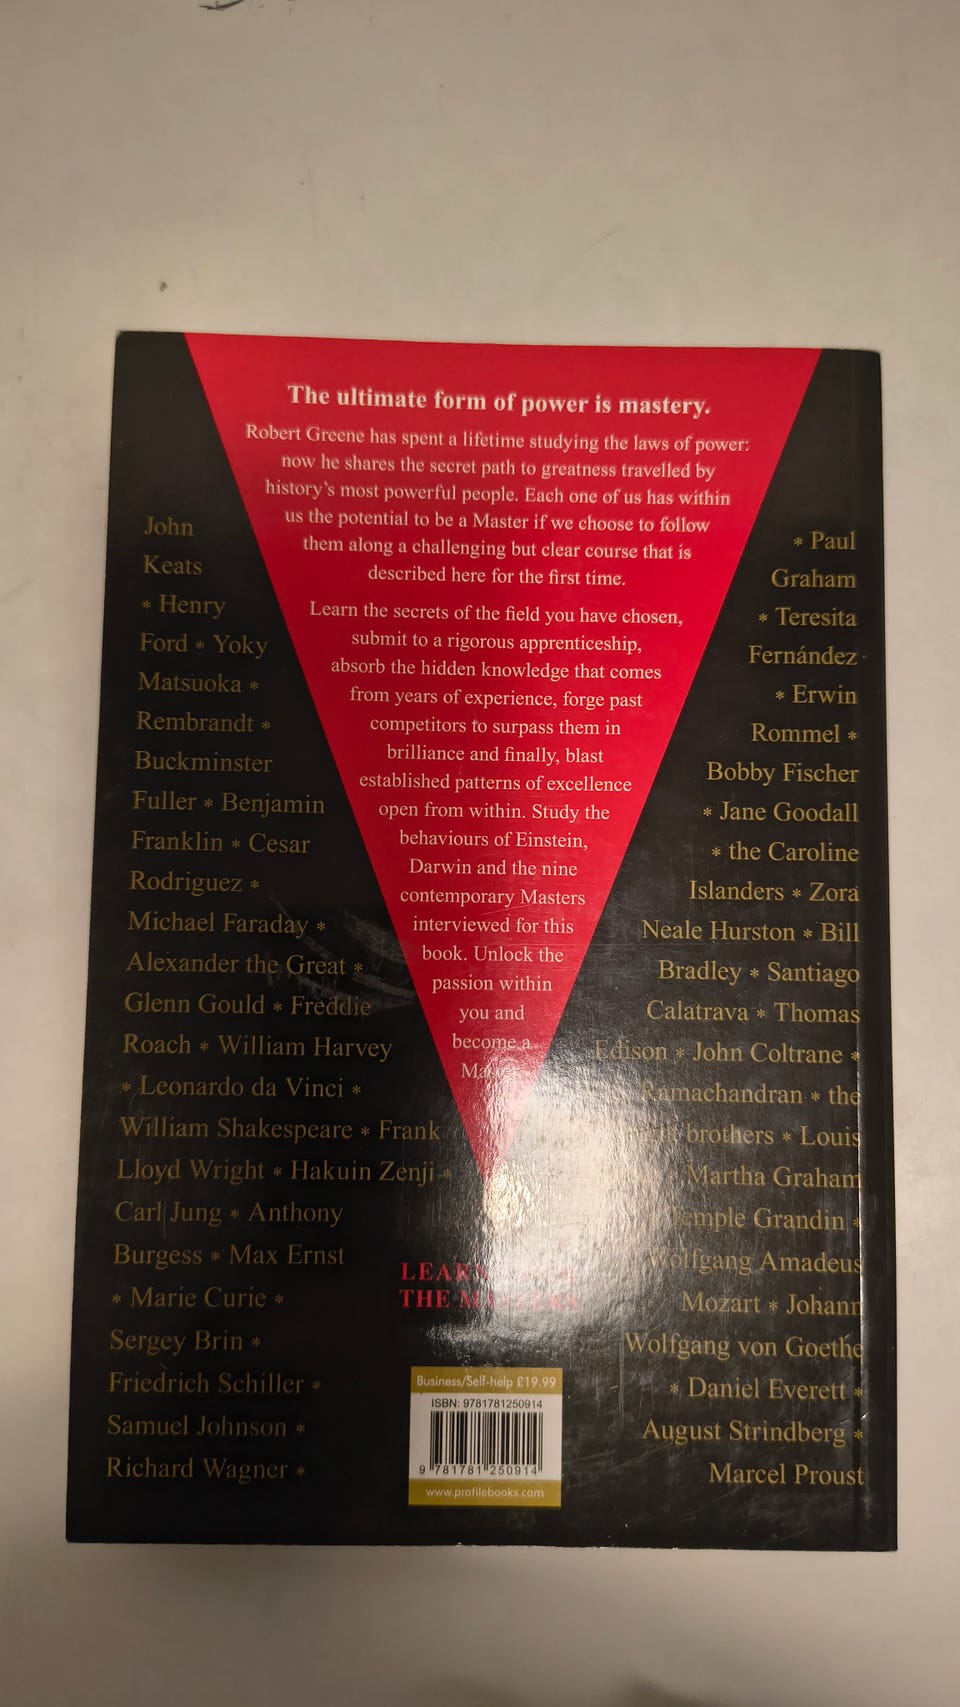 The ultimate form of power is mastery.
Robert Greene has spent a lifetime studying the laws of power:
now he shares the secret path to greatness travelled by
history's most powerful people. Each one of us has within
us the potential to be a Master if we choose to follow
them along a challenging but clear course that is
described here for the first time.
Learn the secrets of the field you have chosen,
submit to a rigorous apprenticeship,
absorb the hidden knowledge that comes
from years of experience, forge past
competitors to surpass them in
brilliance and finally, blast
established patterns of excellence
open from within. Study the
behaviours of Einstein,
Darwin and the nine
contemporary Masters
interviewed for this
book. Unlock the
passion within
you and
become a
John
Keats
* Henry
Ford * Yoky
Matsuoka *
Rembrandt *
Buckminster
Fuller * Benjamin
Franklin * Cesar
Rodriguez *
Michael Faraday *
Alexander the Great *
Glenn Gould * Freddie
Roach * William Harvey
* Leonardo da Vinci *
William Shakespeare * Frank
Lloyd Wright * Hakuin Zenji *
Carl Jung * Anthony
Burgess * Max Ernst
* Marie Curie *
Sergey Brin *
Friedrich Schiller *
Samuel Johnson *
Richard Wagner *
* Paul
Graham
* Teresita
Fernández
* Erwin
Rommel *
Bobby Fischer
* Jane Goodall
* the Caroline
Islanders * Zora
Neale Hurston * Bill
Bradley * Santiago
Calatrava * Thomas
Edison * John Coltrane *
Ramachandran * the
brothers * Louis
Martha Graham
Temple Grandin *
Wolfgang Amadeus
Mozart * Johann
Wolfgang von Goethe
* Daniel Everett *
August Strindberg *
Marcel Proust
LEARN
THE MASTERS
Business/Self-help £19.99
ISBN: 9781781250914
9 781781 250914
www.profilebooks.com